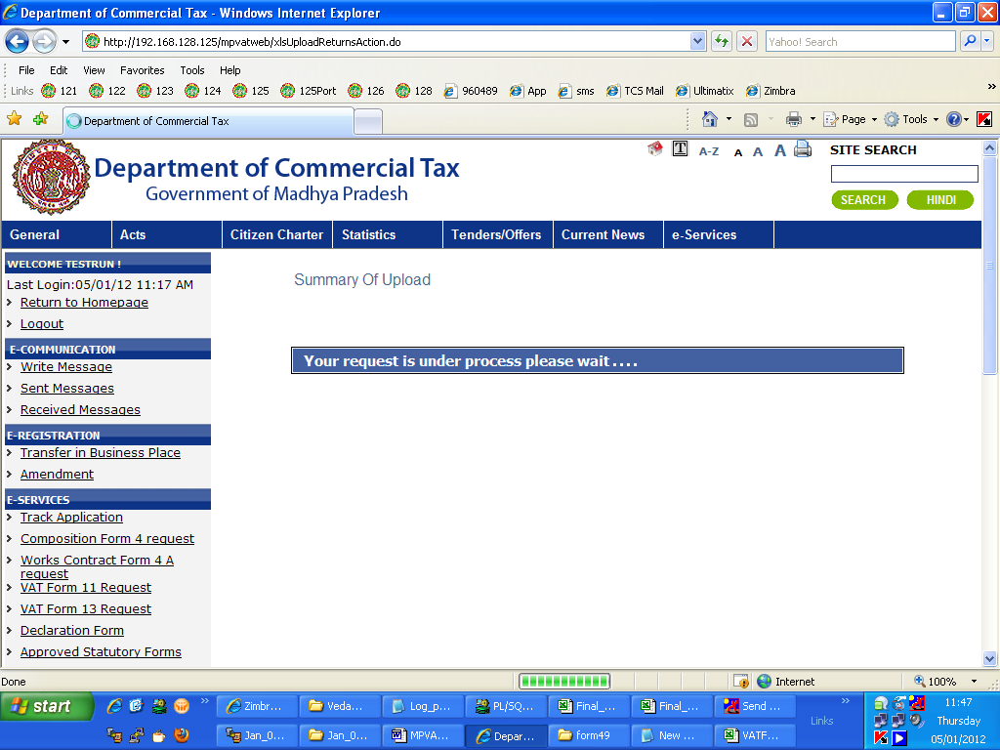 Department of Commercial Tax - Windows Internet Explorer
http://192.168.128.125/mpvatweb/xlsUploadReturnsAction.do
Yahoo! Search
File Edit View Favorites Tools Help
Links 121 122 123 124 125 125Port 126 128 960489 App sms TCS Mail Ultimatix Zimbra »
Department of Commercial Tax
Page Tools »
Department of Commercial Tax
Government of Madhya Pradesh
T A-Z A A A
SITE SEARCH
SEARCH HINDI
General Acts Citizen Charter Statistics Tenders/Offers Current News e-Services
WELCOME TESTRUN !
Last Login:05/01/12 11:17 AM
Return to Homepage
Logout
E-COMMUNICATION
Write Message
Sent Messages
Received Messages
E-REGISTRATION
Transfer in Business Place
Amendment
E-SERVICES
Track Application
Composition Form 4 request
Works Contract Form 4 A
request
VAT Form 11 Request
VAT Form 13 Request
Declaration Form
Approved Statutory Forms
Summary Of Upload
Your request is under process please wait . . . .
Done
Internet
100%
start
Zimbr... Veda... Log_p... PL/SQ... Final_... Final_... Send ...
Jan_0... Jan_0... MPVA... Depar... form49 New ... VATF...
Links
11:47
Thursday
05/01/2012